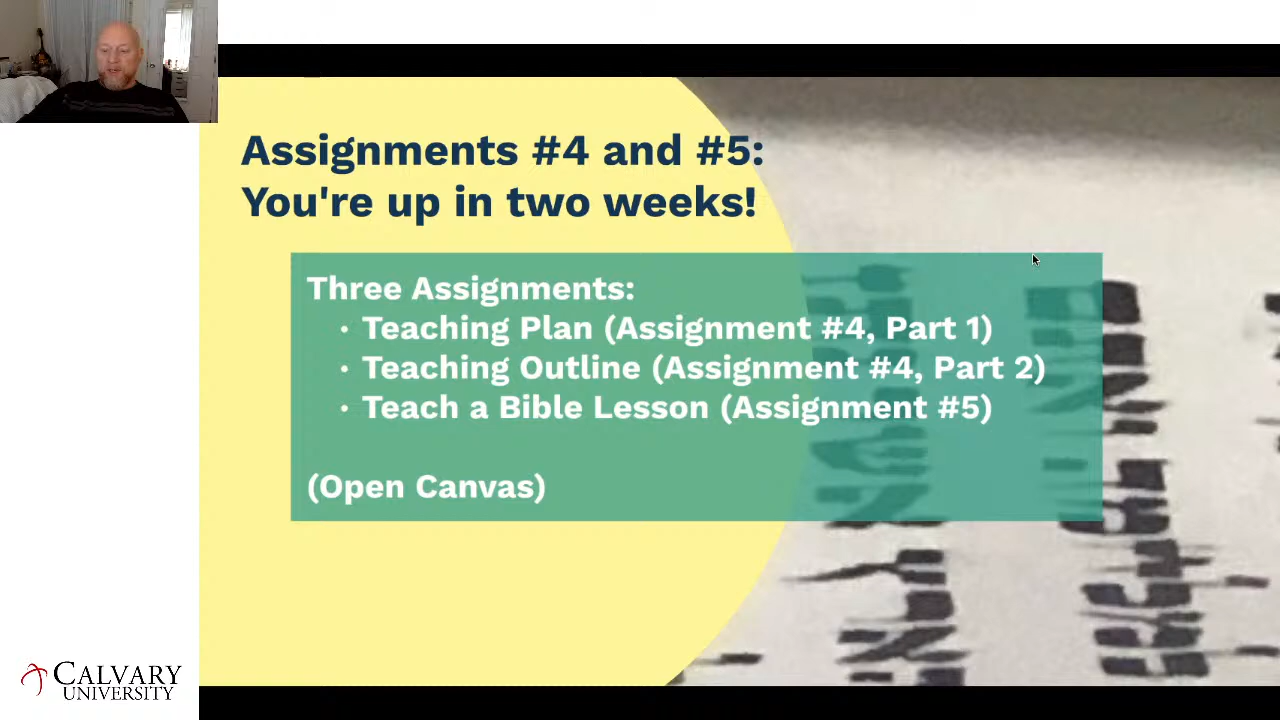 Assignments #4 and #5:
You're up in two weeks!
Three Assignments:
• Teaching Plan (Assignment #4, Part 1)
• Teaching Outline (Assignment #4, Part 2)
• Teach a Bible Lesson (Assignment #5)
(Open Canvas)
CALVARY
UNIVERSITY